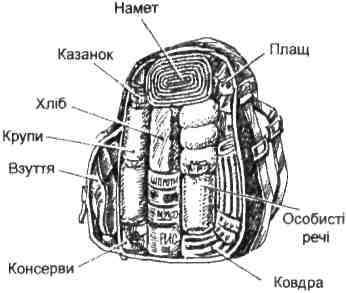 Намет
Казанок
Плащ
Хліб
Крупи
Взуття
Особисті
речі
Консерви
Ковдра